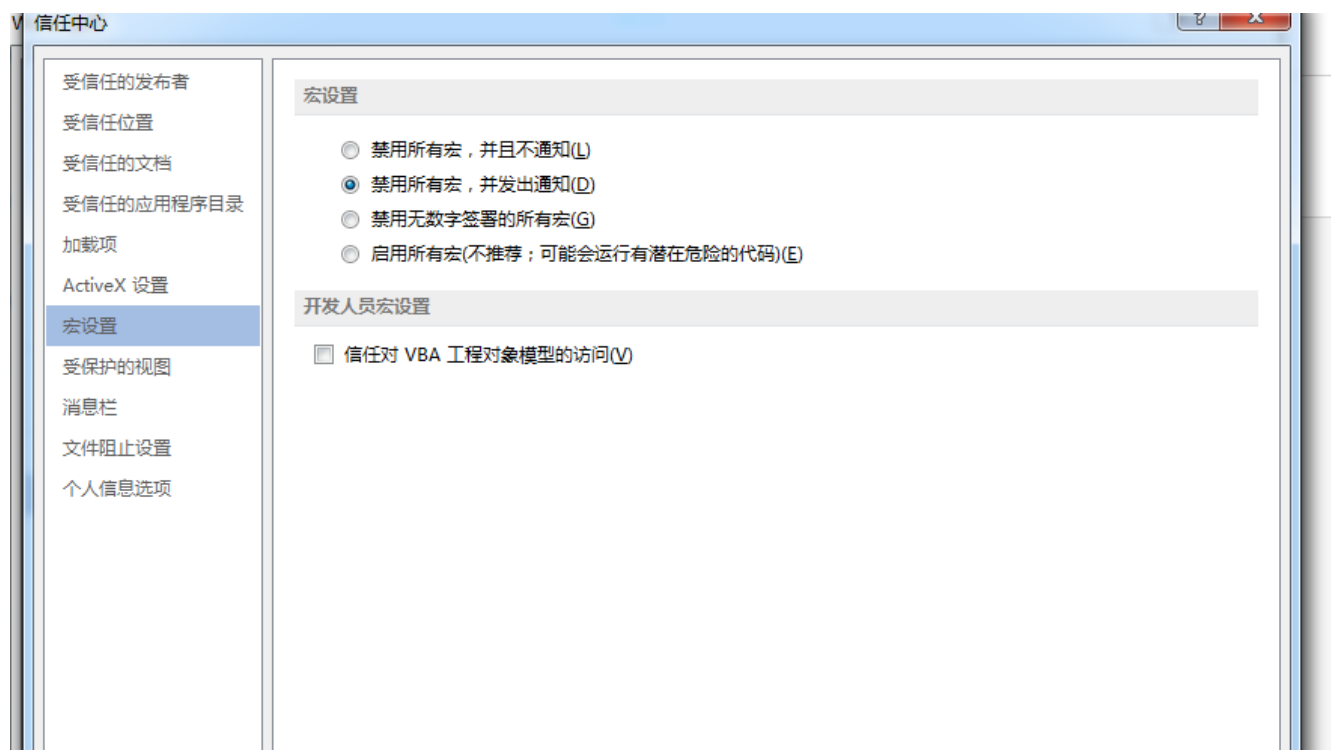 W
信任中心
?
受信任的发布者
受信任位置
受信任的文档
受信任的应用程序目录
加载项
ActiveX 设置
宏设置
受保护的视图
消息栏
文件阻止设置
个人信息选项
宏设置
禁用所有宏，并且不通知(L)
禁用所有宏，并发出通知(D)
禁用无数字签署的所有宏(G)
启用所有宏(不推荐；可能会运行有潜在危险的代码)(E)
开发人员宏设置
信任对 VBA 工程对象模型的访问(V)